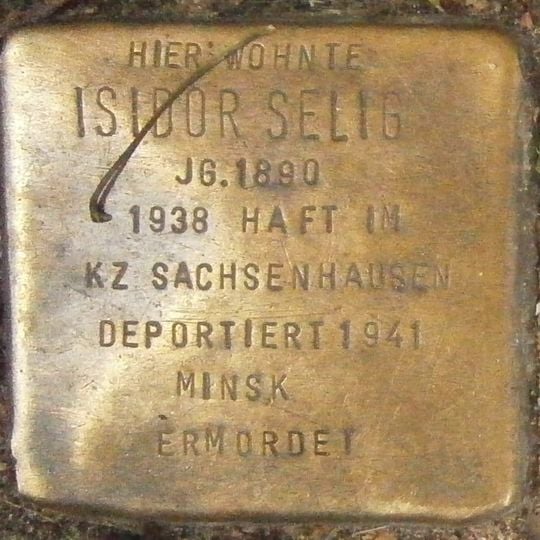 HIER WOHNTE
ISIDOR SELIG
JG.1890
1938 HAFT IM
KZ SACHSENHAUSEN
DEPORTIERT 1941
MINSK
ERMORDET